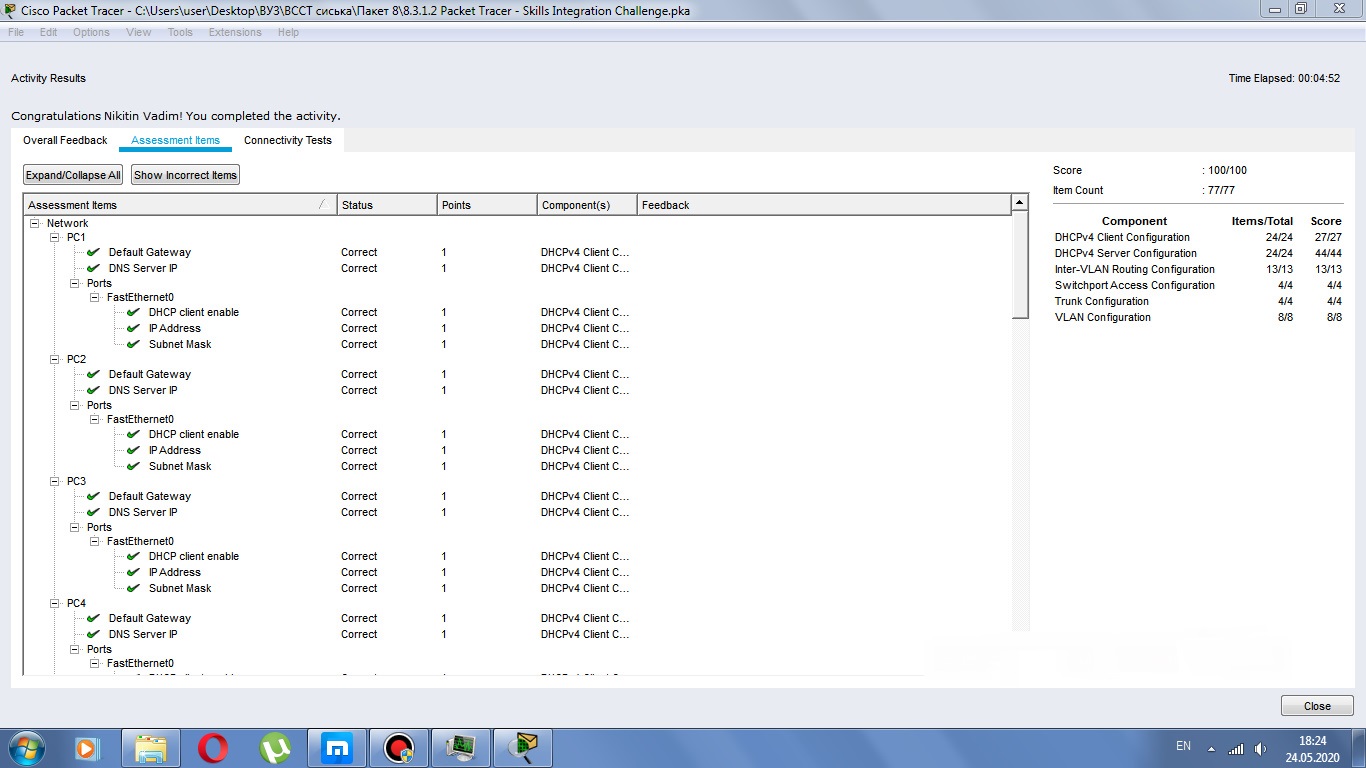 Cisco Packet Tracer - C:\Users\user\Desktop\ВУЗ\ВССТ сиська\Пакет 8\8.3.1.2 Packet Tracer - Skills Integration Challenge.pka
File Edit Options View Tools Extensions Help
Activity Results
Time Elapsed: 00:04:52
Congratulations Nikitin Vadim! You completed the activity.
Overall Feedback Assessment Items Connectivity Tests
Expand/Collapse All Show Incorrect Items
Assessment Items Status Points Component(s) Feedback
Network
PC1
Default Gateway Correct 1 DHCPv4 Client C...
DNS Server IP Correct 1 DHCPv4 Client C...
Ports
FastEthernet0
DHCP client enable Correct 1 DHCPv4 Client C...
IP Address Correct 1 DHCPv4 Client C...
Subnet Mask Correct 1 DHCPv4 Client C...
PC2
Default Gateway Correct 1 DHCPv4 Client C...
DNS Server IP Correct 1 DHCPv4 Client C...
Ports
FastEthernet0
DHCP client enable Correct 1 DHCPv4 Client C...
IP Address Correct 1 DHCPv4 Client C...
Subnet Mask Correct 1 DHCPv4 Client C...
PC3
Default Gateway Correct 1 DHCPv4 Client C...
DNS Server IP Correct 1 DHCPv4 Client C...
Ports
FastEthernet0
DHCP client enable Correct 1 DHCPv4 Client C...
IP Address Correct 1 DHCPv4 Client C...
Subnet Mask Correct 1 DHCPv4 Client C...
PC4
Default Gateway Correct 1 DHCPv4 Client C...
DNS Server IP Correct 1 DHCPv4 Client C...
Ports
FastEthernet0
Score : 100/100
Item Count : 77/77
Component Items/Total Score
DHCPv4 Client Configuration 24/24 27/27
DHCPv4 Server Configuration 24/24 44/44
Inter-VLAN Routing Configuration 13/13 13/13
Switchport Access Configuration 4/4 4/4
Trunk Configuration 4/4 4/4
VLAN Configuration 8/8 8/8
Close
EN
18:24
24.05.2020